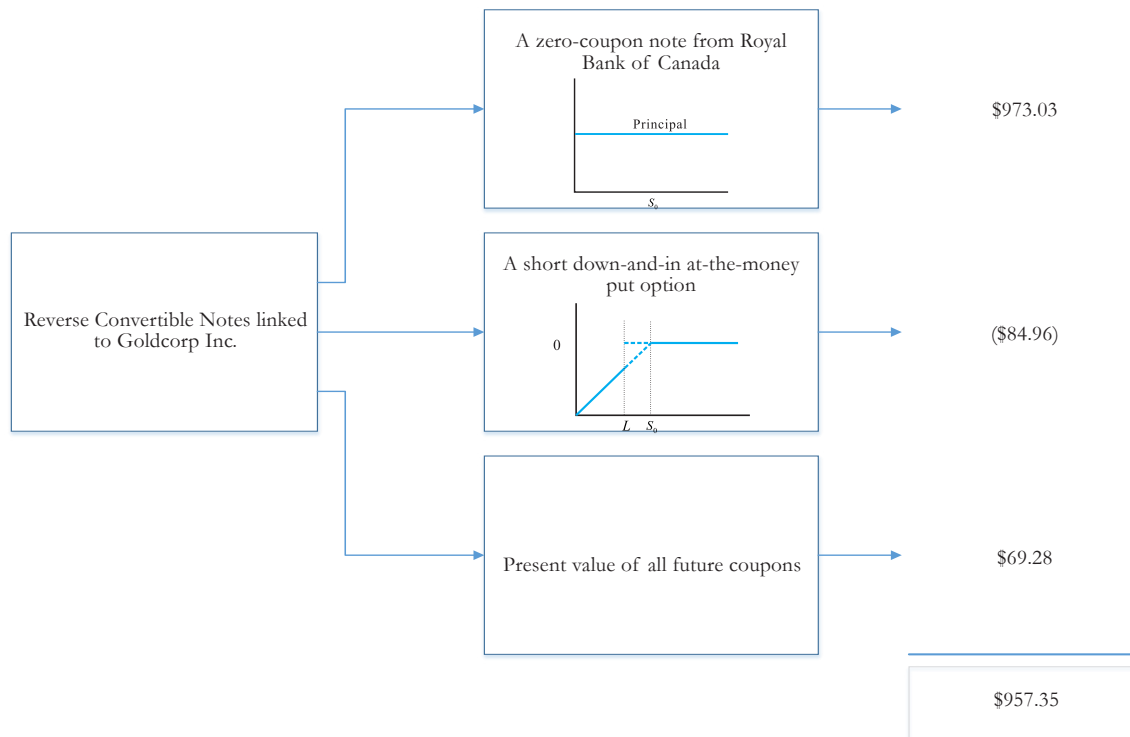 A zero-coupon note from Royal
Bank of Canada
Principal
S₀
$973.03
Reverse Convertible Notes linked
to Goldcorp Inc.
A short down-and-in at-the-money
put option
0
L S₀
($84.96)
Present value of all future coupons
$69.28
$957.35